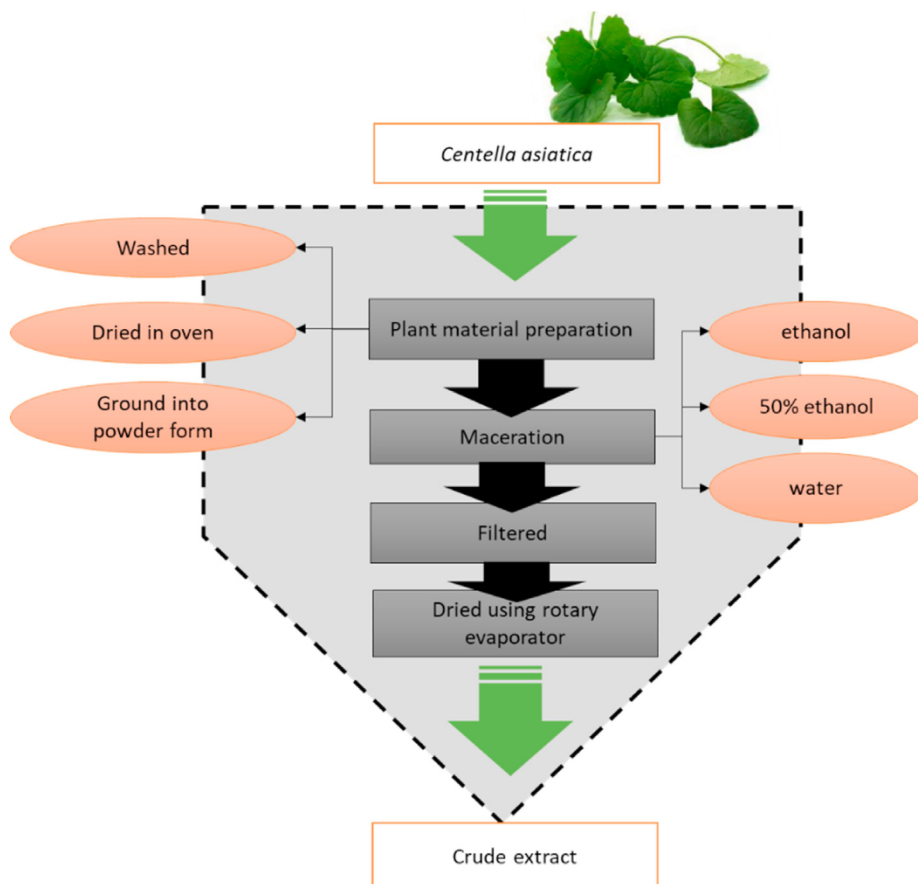 Centella asiatica
Washed
Dried in oven
Ground into
powder form
Plant material preparation
Maceration
ethanol
50% ethanol
water
Filtered
Dried using rotary
evaporator
Crude extract